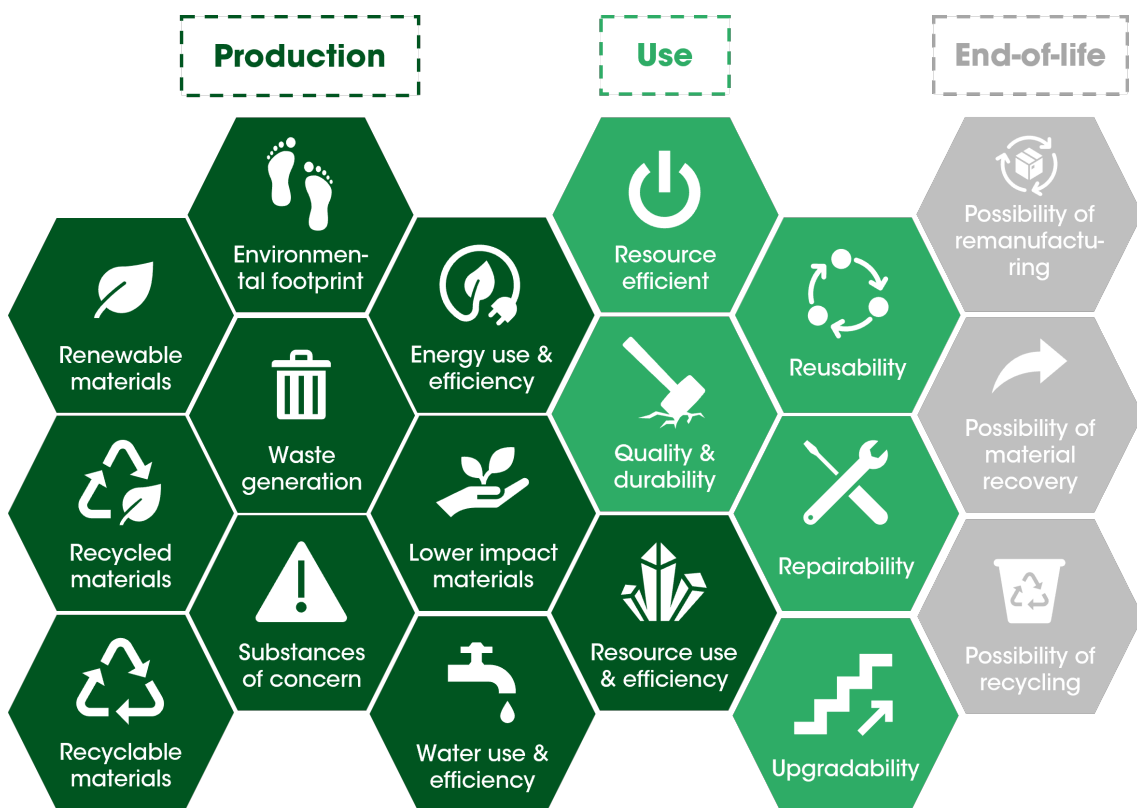 Production
Use
End-of-life
Environmen-
tal footprint
Renewable
materials
Waste
generation
Energy use &
efficiency
Recycled
materials
Substances
of concern
Lower impact
materials
Recyclable
materials
Water use &
efficiency
Resource
efficient
Quality &
durability
Resource use
& efficiency
Reusability
Repairability
Upgradability
Possibility of
remanufactu-
ring
Possibility of
material
recovery
Possibility of
recycling